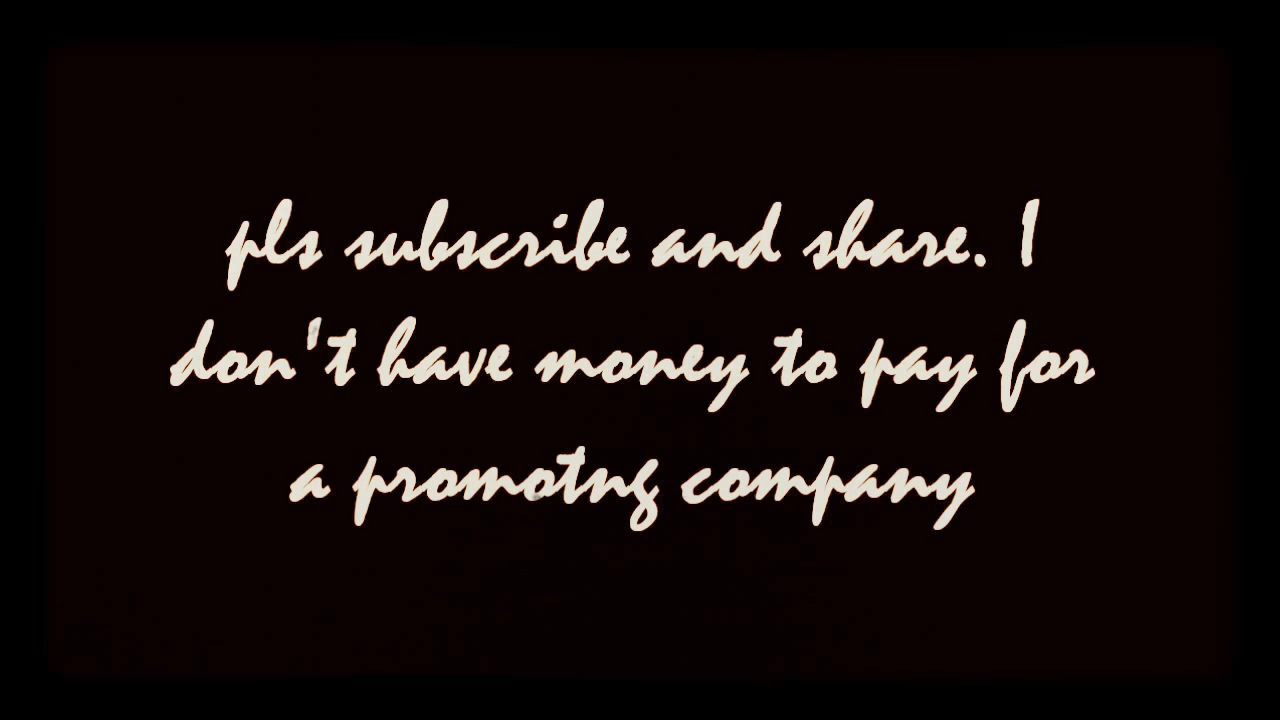 pls subscribe and share. I
don't have money to pay for
a promotng company